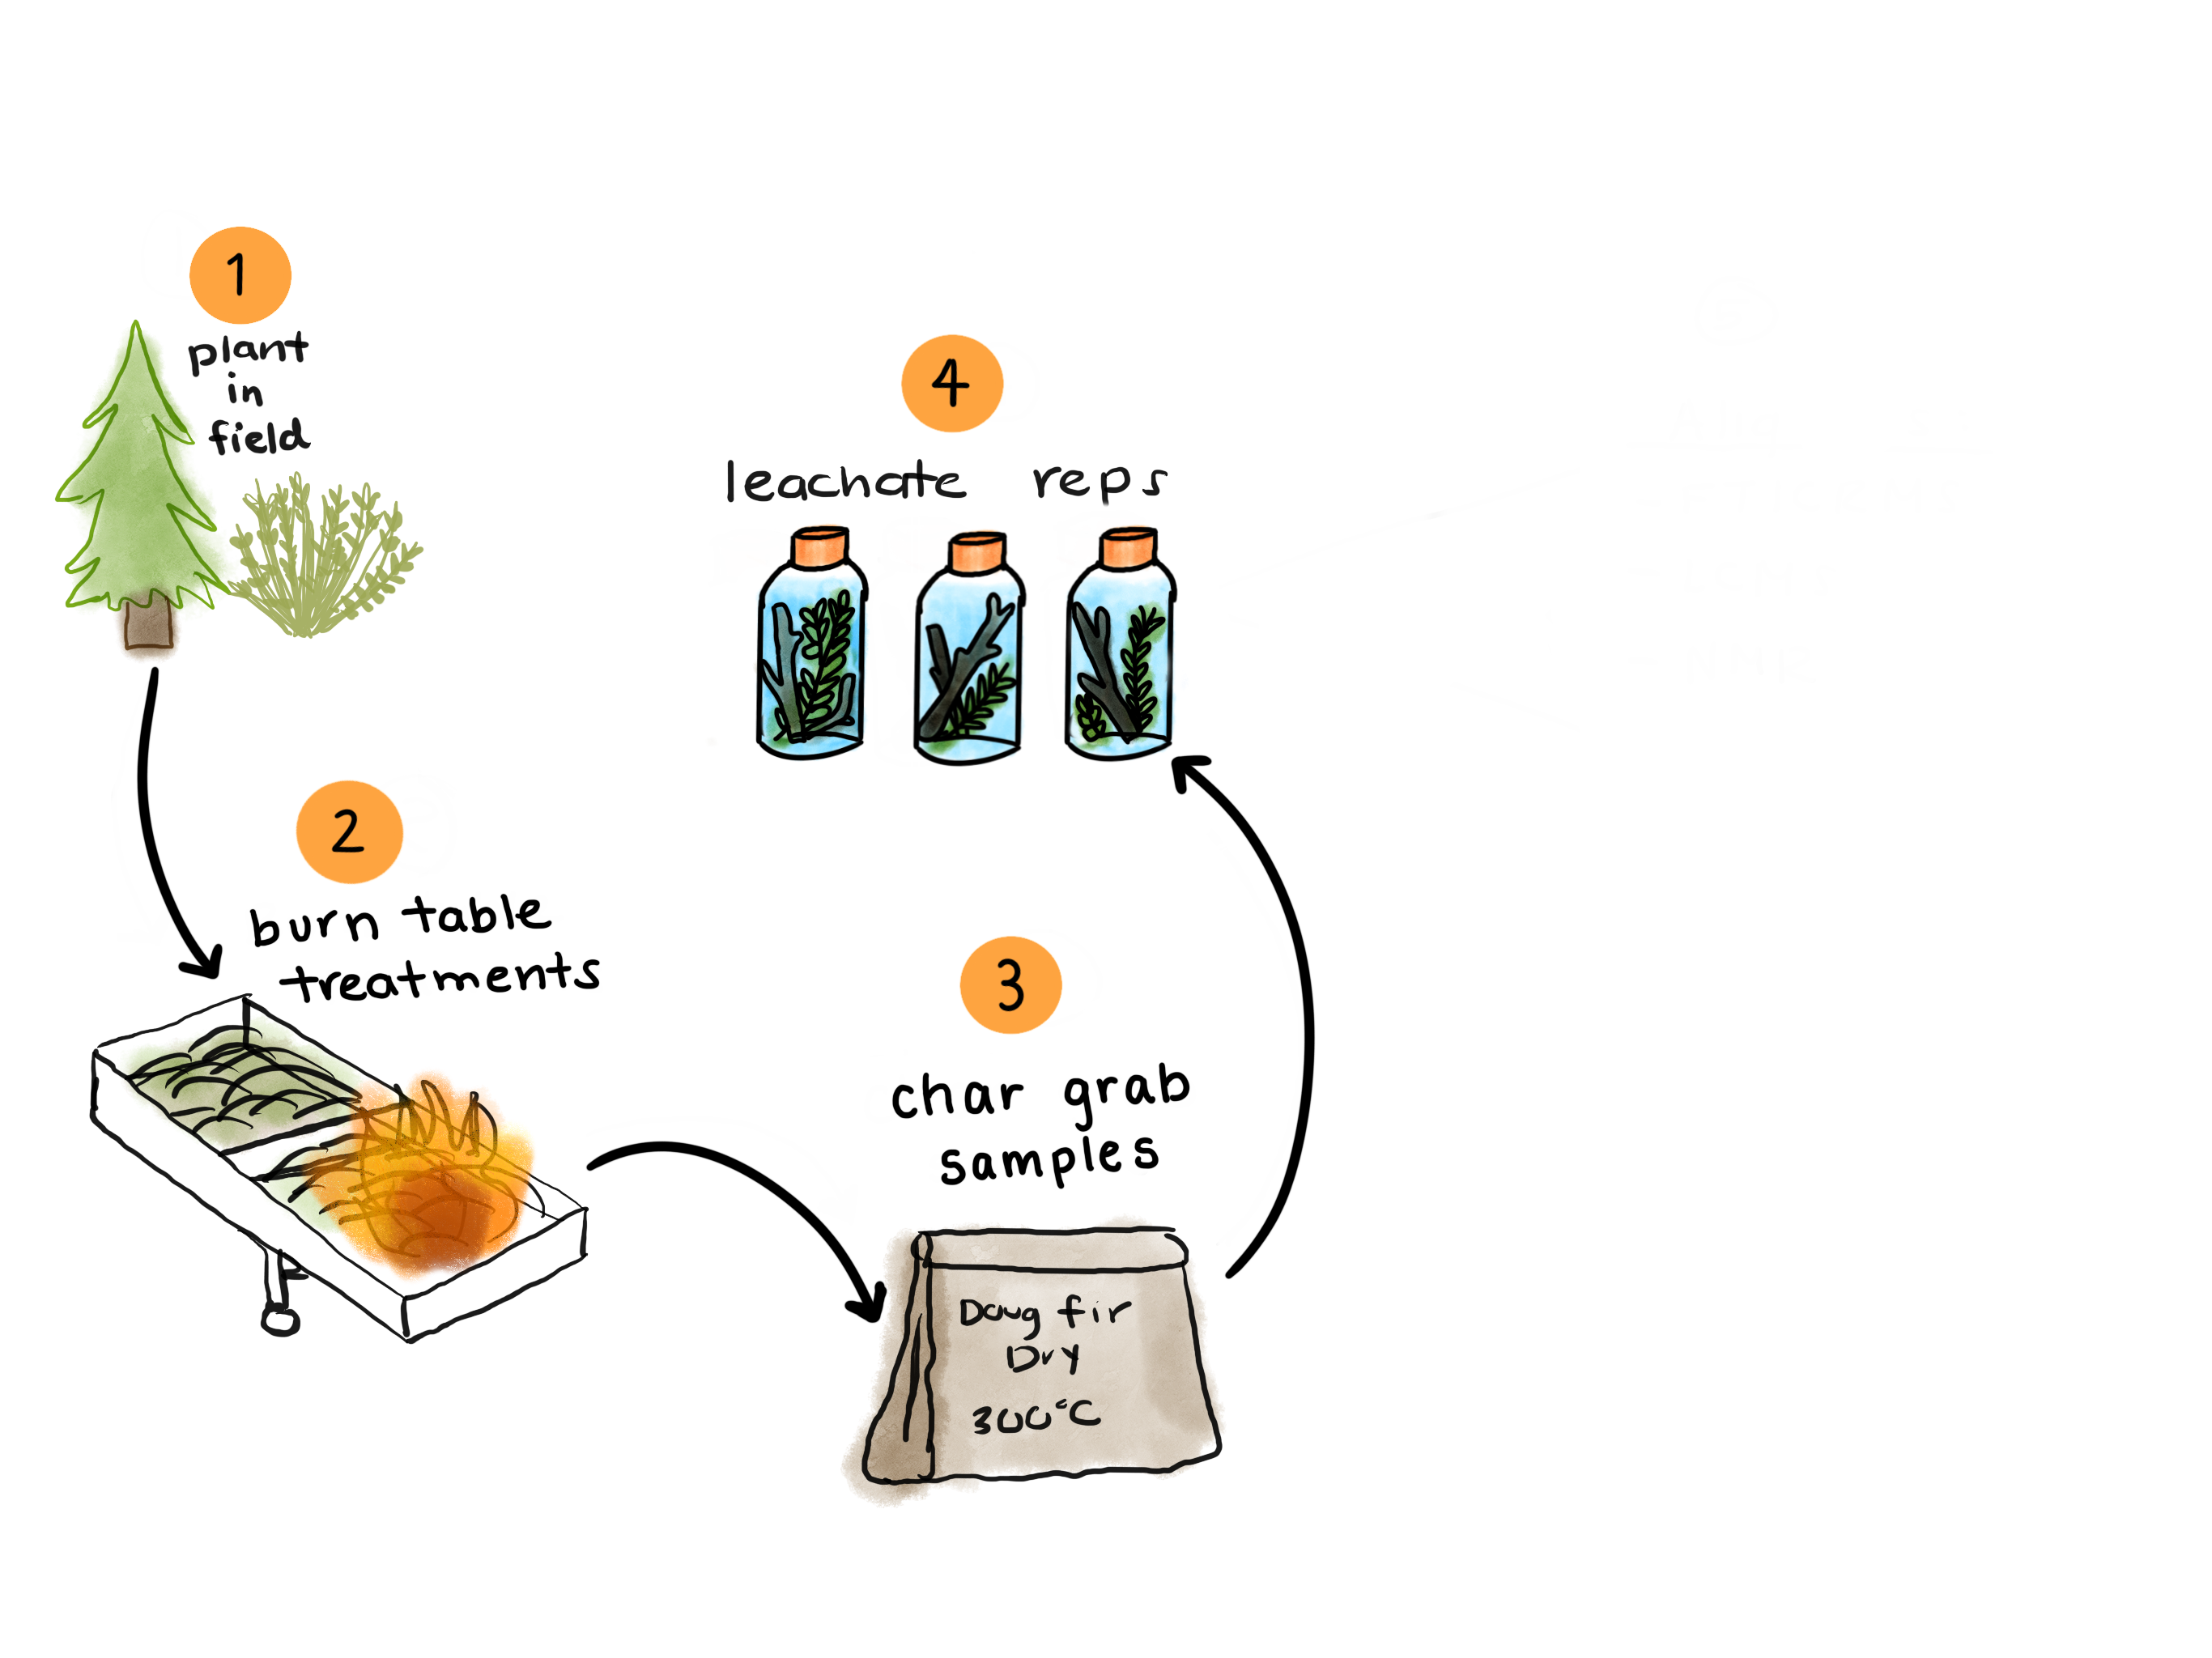 1
plant
in
field
2
burn table
treatments
3
char grab
samples
Doug fir
Dry
300°C
4
leachate reps